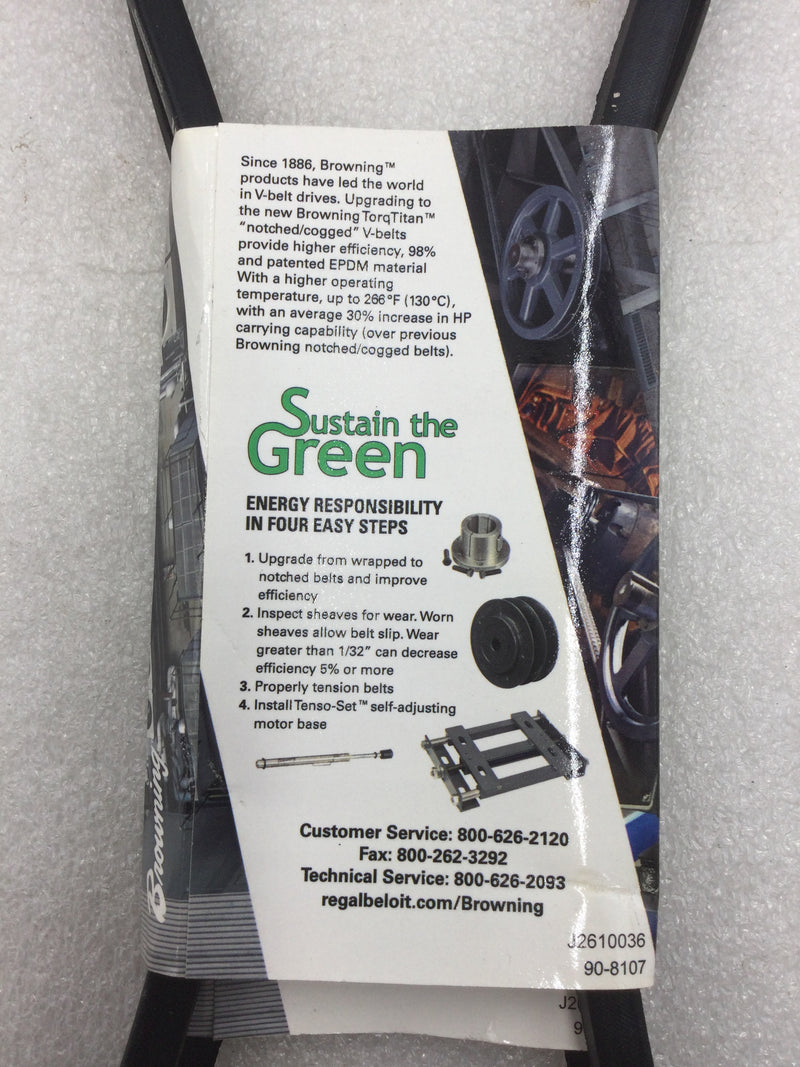 Since 1886, Browning™
products have led the world
in V-belt drives. Upgrading to
the new Browning TorqTitan™
“notched/cogged” V-belts
provide higher efficiency, 98%
and patented EPDM material
With a higher operating
temperature, up to 266°F (130°C),
with an average 30% increase in HP
carrying capability (over previous
Browning notched/cogged belts).
Sustain the
Green
ENERGY RESPONSIBILITY
IN FOUR EASY STEPS
1. Upgrade from wrapped to
notched belts and improve
efficiency
2. Inspect sheaves for wear. Worn
sheaves allow belt slip. Wear
greater than 1/32” can decrease
efficiency 5% or more
3. Properly tension belts
4. Install Tenso-Set™ self-adjusting
motor base
Browning
Customer Service: 800-626-2120
Fax: 800-262-3292
Technical Service: 800-626-2093
regalbeloit.com/Browning
J2610036
90-8107